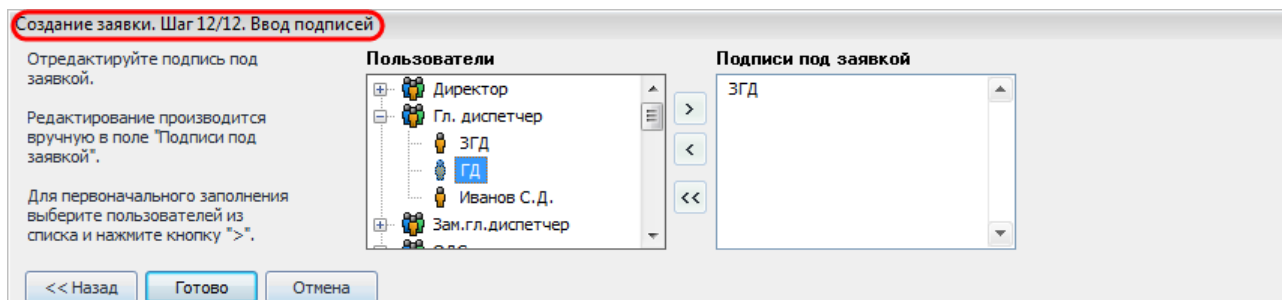 Создание заявки. Шаг 12/12. Ввод подписей
Отредактируйте подпись под
заявкой.
Редактирование производится
вручную в поле "Подписи под
заявкой".
Для первоначального заполнения
выберите пользователей из
списка и нажмите кнопку ">".
Пользователи
Директор
Гл. диспетчер
ЗГД
ГД
Иванов С.Д.
Зам.гл.диспетчер
>
<
<<
Подписи под заявкой
ЗГД
<< Назад
Готово
Отмена